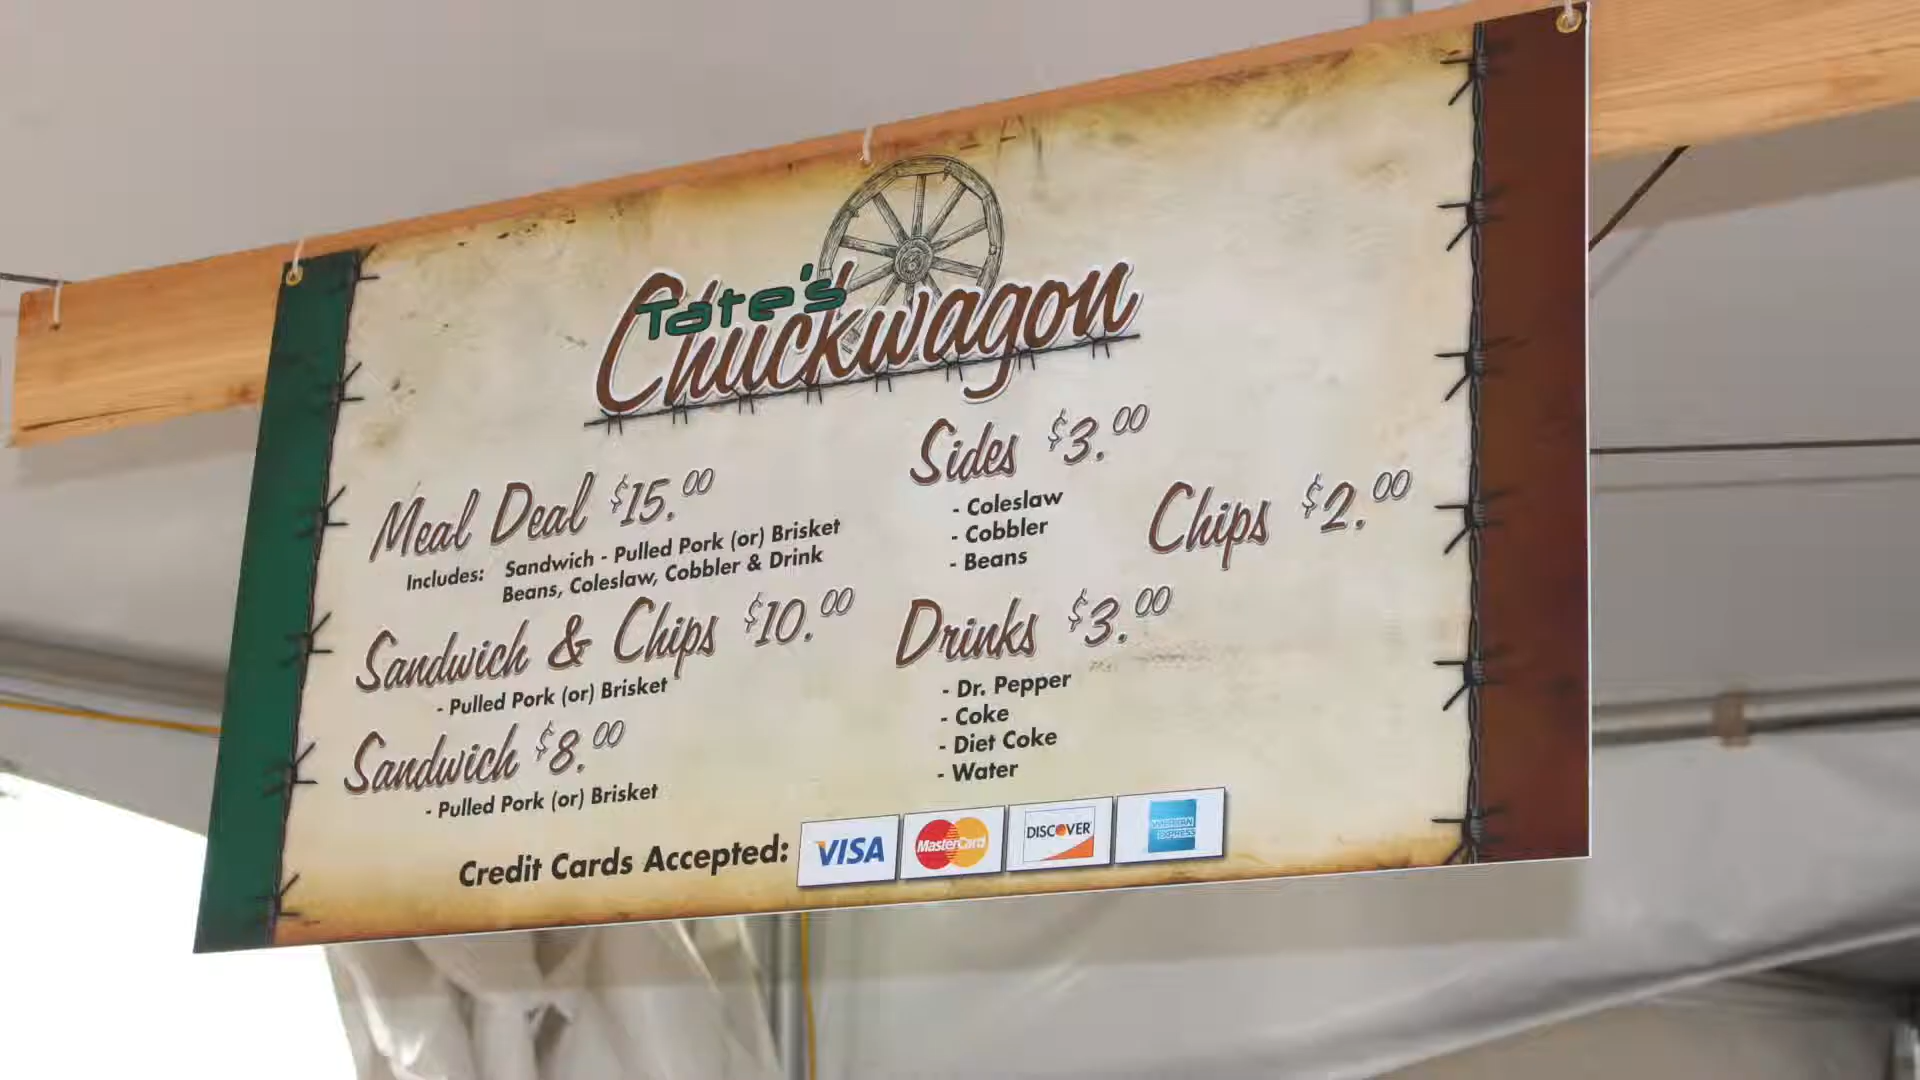 Tate's
Chuckwagon
Meal Deal $15.00
Includes: Sandwich - Pulled Pork (or) Brisket
Beans, Coleslaw, Cobbler & Drink
Sandwich & Chips $10.00
- Pulled Pork (or) Brisket
Sandwich $8.00
- Pulled Pork (or) Brisket
Sides $3.00
- Coleslaw
- Cobbler
- Beans
Chips $2.00
Drinks $3.00
- Dr. Pepper
- Coke
- Diet Coke
- Water
Credit Cards Accepted: VISA MasterCard DISCOVER AMERICAN EXPRESS